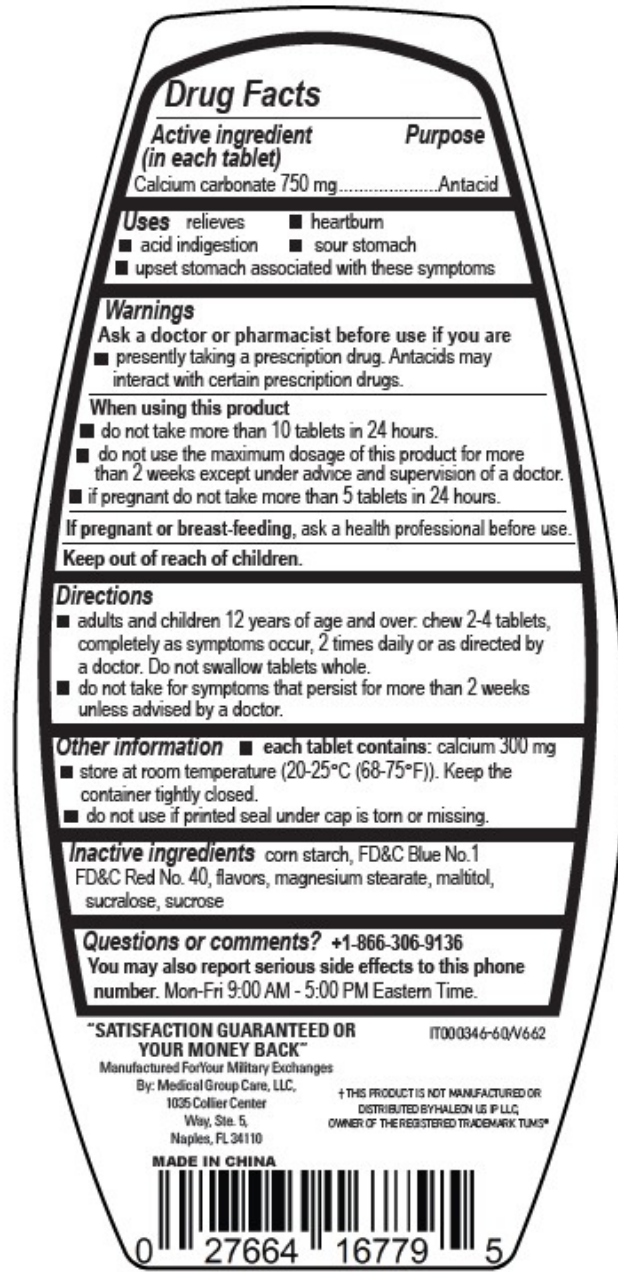 Drug Facts
Active ingredient Purpose
(in each tablet)
Calcium carbonate 750 mg....................Antacid
Uses relieves ■ heartburn
■ acid indigestion ■ sour stomach
■ upset stomach associated with these symptoms
Warnings
Ask a doctor or pharmacist before use if you are
■ presently taking a prescription drug. Antacids may
interact with certain prescription drugs.
When using this product
■ do not take more than 10 tablets in 24 hours.
■ do not use the maximum dosage of this product for more
than 2 weeks except under advice and supervision of a doctor.
■ if pregnant do not take more than 5 tablets in 24 hours.
If pregnant or breast-feeding, ask a health professional before use.
Keep out of reach of children.
Directions
■ adults and children 12 years of age and over: chew 2-4 tablets,
completely as symptoms occur, 2 times daily or as directed by
a doctor. Do not swallow tablets whole.
■ do not take for symptoms that persist for more than 2 weeks
unless advised by a doctor.
Other information ■ each tablet contains: calcium 300 mg
■ store at room temperature (20-25°C (68-75°F)). Keep the
container tightly closed.
■ do not use if printed seal under cap is torn or missing.
Inactive ingredients corn starch, FD&C Blue No.1
FD&C Red No. 40, flavors, magnesium stearate, maltitol,
sucralose, sucrose
Questions or comments? +1-866-306-9136
You may also report serious side effects to this phone
number. Mon-Fri 9:00 AM - 5:00 PM Eastern Time.
"SATISFACTION GUARANTEED OR
YOUR MONEY BACK"
Manufactured ForYour Military Exchanges
By: Medical Group Care, LLC,
1035 Collier Center
Way, Ste. 5,
Naples, FL 34110
MADE IN CHINA
IT000346-60/V662
† THIS PRODUCT IS NOT MANUFACTURED OR
DISTRIBUTED BY HALEON US IP LLC,
OWNER OF THE REGISTERED TRADEMARK TUMS®
0 27664 16779 5